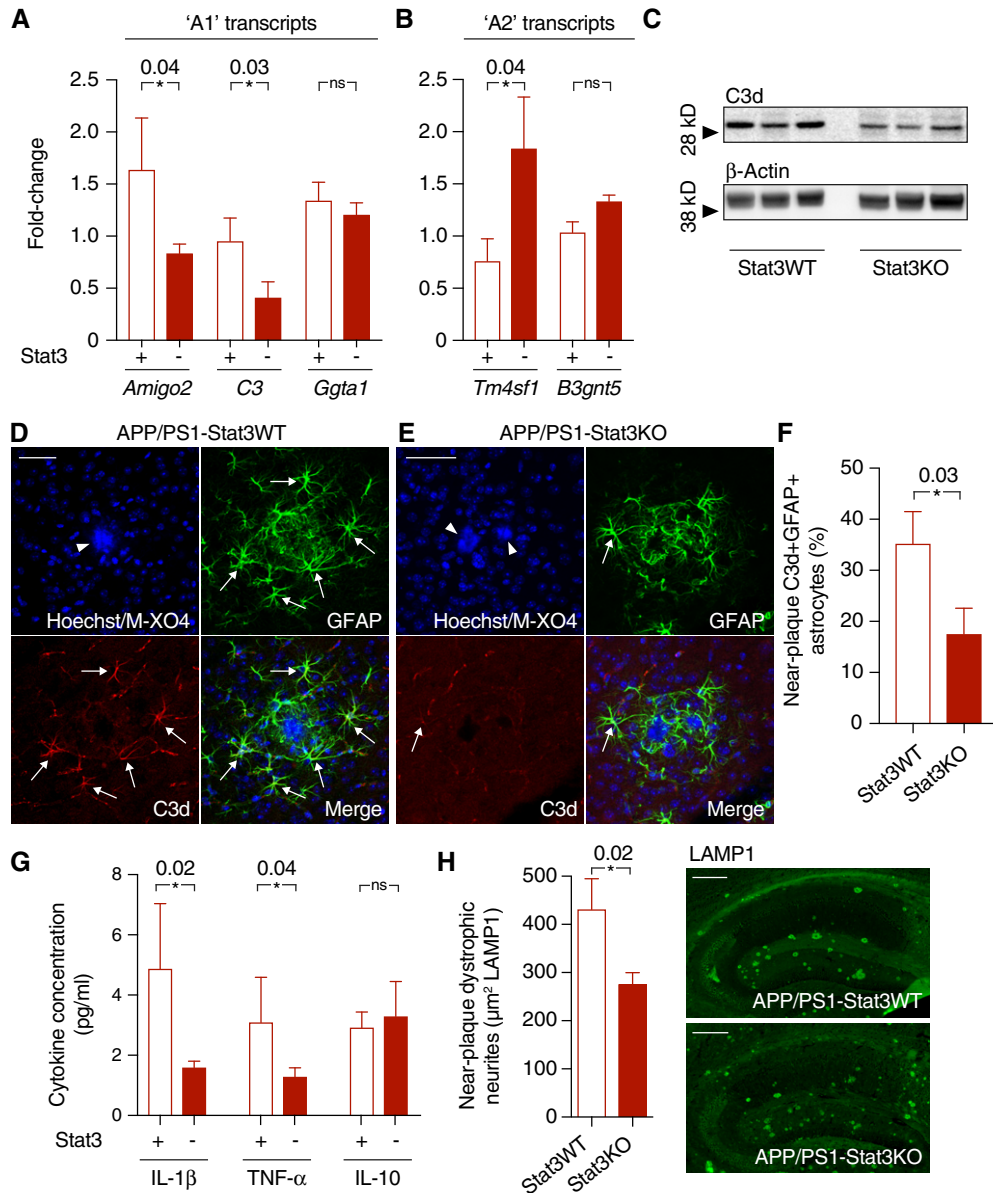 A
'A1' transcripts
Fold-change
2.5
2.0
1.5
1.0
0.5
0
0.04
*
0.03
*
ns
Stat3
+ - + - + -
Amigo2 C3 Ggta1
B
'A2' transcripts
2.5
2.0
1.5
1.0
0.5
0
0.04
*
ns
+ - + -
Tm4sf1 B3gnt5
C
C3d
28 kD
β-Actin
38 kD
Stat3WT Stat3KO
D
APP/PS1-Stat3WT
Hoechst/M-XO4
GFAP
C3d
Merge
E
APP/PS1-Stat3KO
Hoechst/M-XO4
GFAP
C3d
Merge
F
Near-plaque C3d+GFAP+
astrocytes (%)
50
40
30
20
10
0
0.03
*
Stat3WT
Stat3KO
G
Cytokine concentration
(pg/ml)
8
6
4
2
0
0.02
*
0.04
*
ns
Stat3
+ - + - + -
IL-1β TNF-α IL-10
H
Near-plaque dystrophic
neurites (μm² LAMP1)
500
400
300
200
100
0
0.02
*
Stat3WT
Stat3KO
LAMP1
APP/PS1-Stat3WT
APP/PS1-Stat3KO